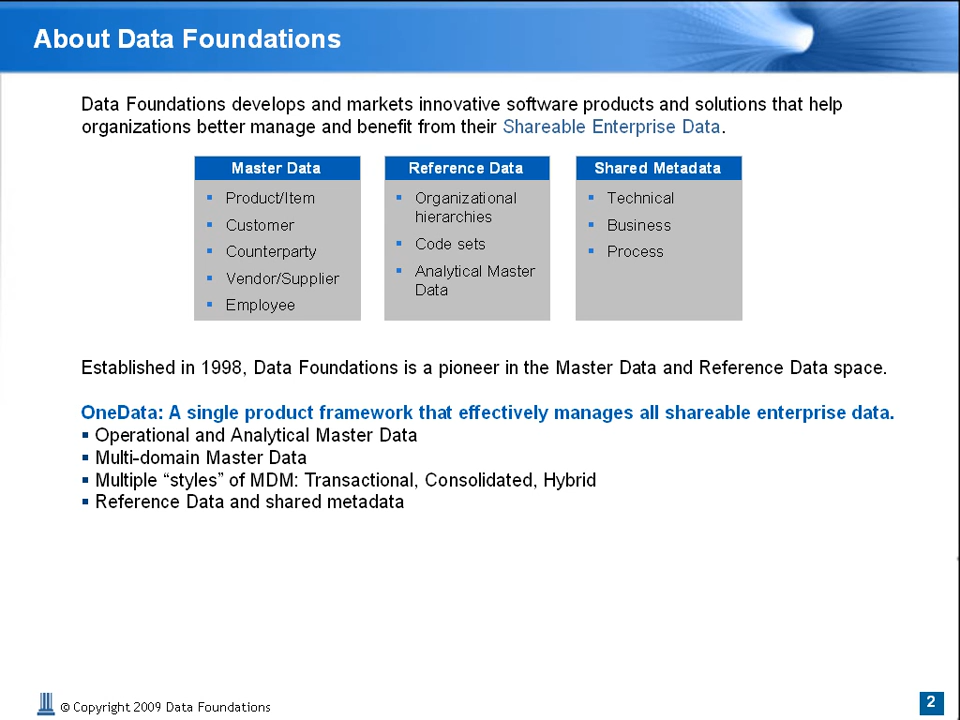 About Data Foundations
Data Foundations develops and markets innovative software products and solutions that help
organizations better manage and benefit from their Shareable Enterprise Data.
Master Data
▪ Product/Item
▪ Customer
▪ Counterparty
▪ Vendor/Supplier
▪ Employee
Reference Data
▪ Organizational
hierarchies
▪ Code sets
▪ Analytical Master
Data
Shared Metadata
▪ Technical
▪ Business
▪ Process
Established in 1998, Data Foundations is a pioneer in the Master Data and Reference Data space.
OneData: A single product framework that effectively manages all shareable enterprise data.
▪ Operational and Analytical Master Data
▪ Multi-domain Master Data
▪ Multiple “styles” of MDM: Transactional, Consolidated, Hybrid
▪ Reference Data and shared metadata
© Copyright 2009 Data Foundations
2